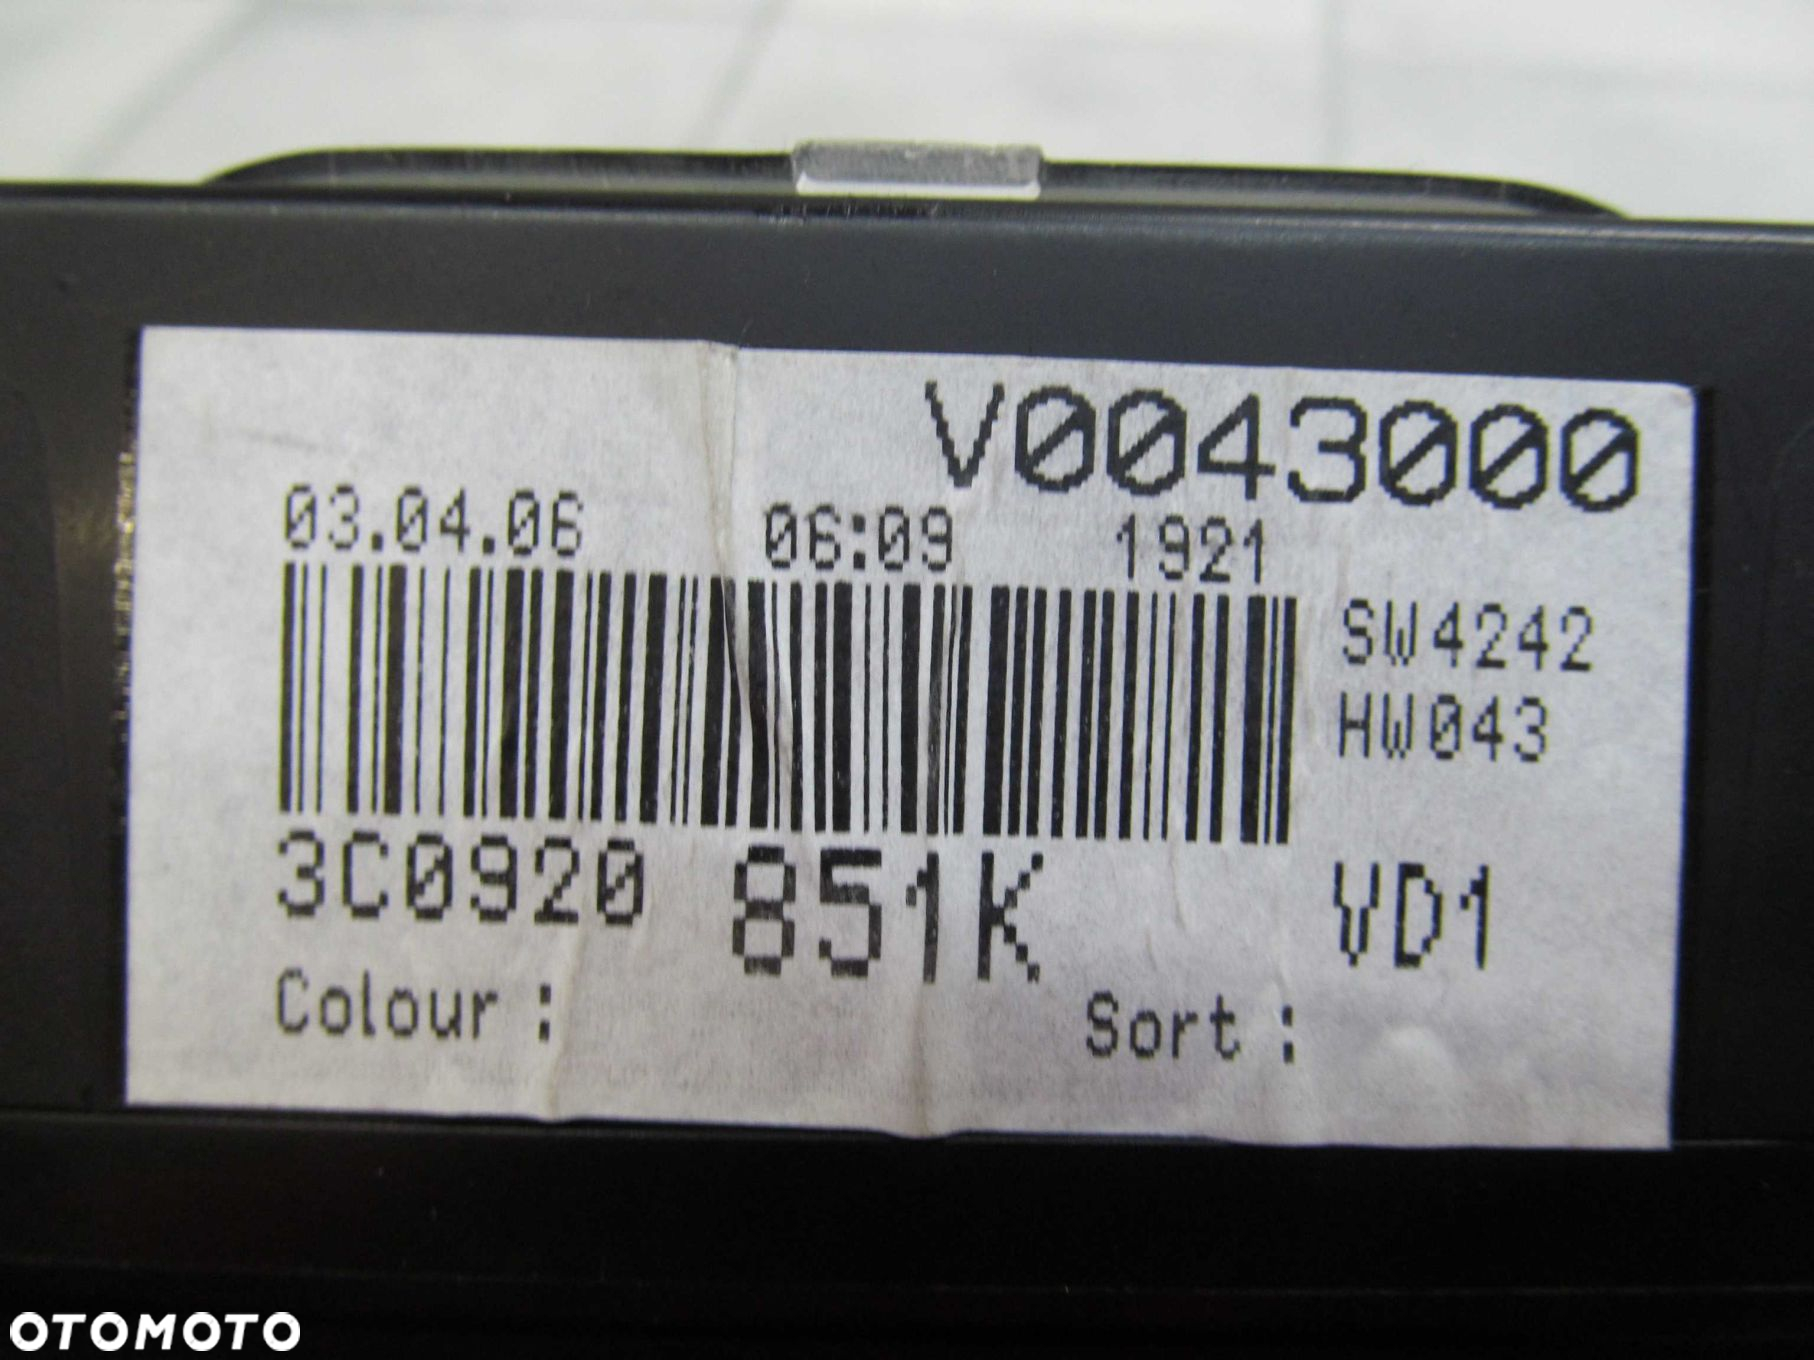 V0043000
03.04.06 06:09 1921
SW4242
HW043
3C0920 851K VD1
Colour : Sort :
OTOMOTO